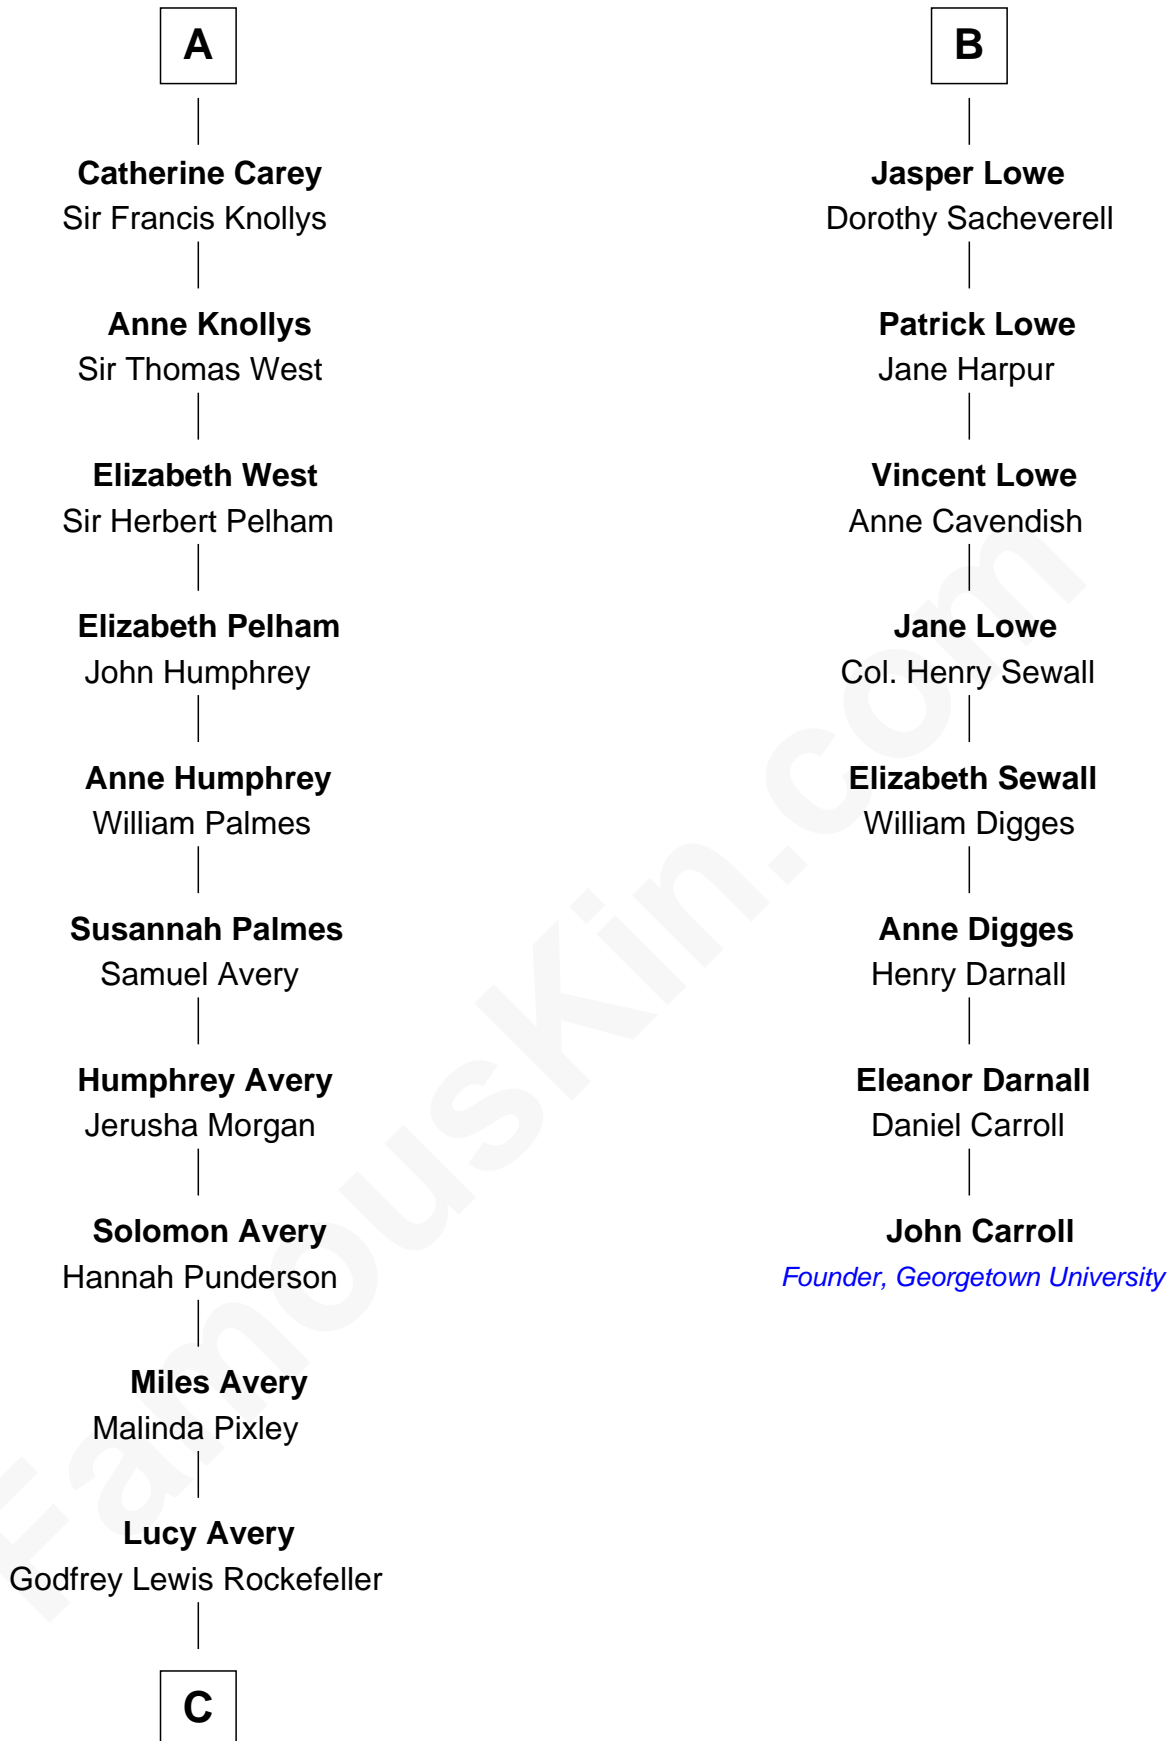 A
Catherine Carey
Sir Francis Knollys
Anne Knollys
Sir Thomas West
Elizabeth West
Sir Herbert Pelham
Elizabeth Pelham
John Humphrey
Anne Humphrey
William Palmes
Susannah Palmes
Samuel Avery
Humphrey Avery
Jerusha Morgan
Solomon Avery
Hannah Punderson
Miles Avery
Malinda Pixley
Lucy Avery
Godfrey Lewis Rockefeller
C
B
Jasper Lowe
Dorothy Sacheverell
Patrick Lowe
Jane Harpur
Vincent Lowe
Anne Cavendish
Jane Lowe
Col. Henry Sewall
Elizabeth Sewall
William Digges
Anne Digges
Henry Darnall
Eleanor Darnall
Daniel Carroll
John Carroll
Founder, Georgetown University
FamousKin.com